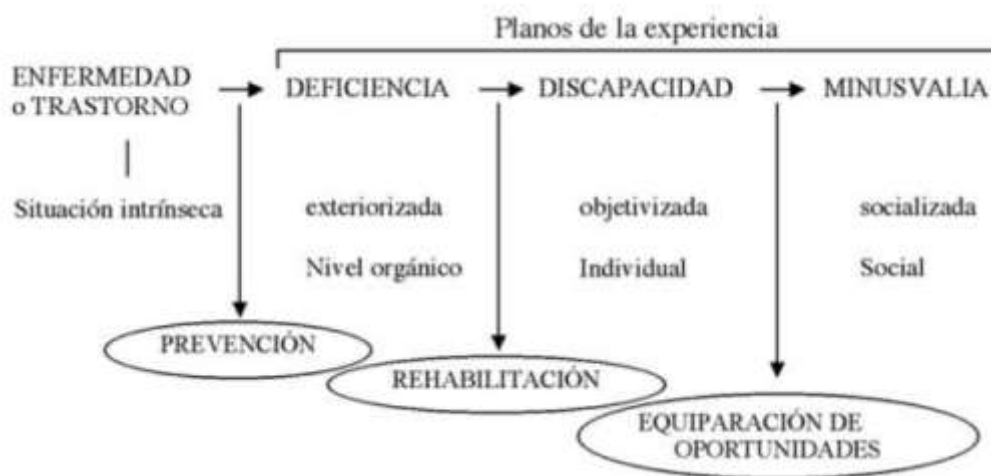 Planos de la experiencia
ENFERMEDAD
o TRASTORNO
DEFICIENCIA
DISCAPACIDAD
MINUSVALIA
Situación intrínseca
exteriorizada
objetivizada
socializada
Nivel orgánico
Individual
Social
PREVENCIÓN
REHABILITACIÓN
EQUIPARACIÓN DE
OPORTUNIDADES